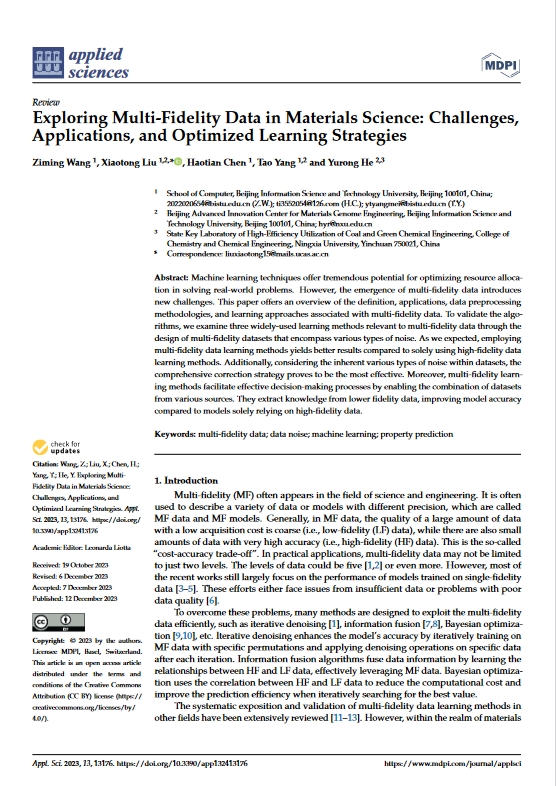 applied
sciences
MDPI
Review
Exploring Multi-Fidelity Data in Materials Science: Challenges,
Applications, and Optimized Learning Strategies
Ziming Wang 1, Xiaotong Liu 1,2,*, Haotian Chen 1, Tao Yang 1,2 and Yurong He 2,3
1 School of Computer, Beijing Information Science and Technology University, Beijing 100101, China;
2022020654@bistu.edu.cn (Z.W.); ti3552054@126.com (H.C.); ytyangmei@bistu.edu.cn (T.Y.)
2 Beijing Advanced Innovation Center for Materials Genome Engineering, Beijing Information Science and
Technology University, Beijing 100101, China; hyr@nxu.edu.cn
3 State Key Laboratory of High-Efficiency Utilization of Coal and Green Chemical Engineering, College of
Chemistry and Chemical Engineering, Ningxia University, Yinchuan 750021, China
* Correspondence: liuxiaotong15@mails.ucas.ac.cn
Abstract: Machine learning techniques offer tremendous potential for optimizing resource alloca-
tion in solving real-world problems. However, the emergence of multi-fidelity data introduces
new challenges. This paper offers an overview of the definition, applications, data preprocessing
methodologies, and learning approaches associated with multi-fidelity data. To validate the algo-
rithms, we examine three widely-used learning methods relevant to multi-fidelity data through the
design of multi-fidelity datasets that encompass various types of noise. As we expected, employing
multi-fidelity data learning methods yields better results compared to solely using high-fidelity data
learning methods. Additionally, considering the inherent various types of noise within datasets, the
comprehensive correction strategy proves to be the most effective. Moreover, multi-fidelity learn-
ing methods facilitate effective decision-making processes by enabling the combination of datasets
from various sources. They extract knowledge from lower fidelity data, improving model accuracy
compared to models solely relying on high-fidelity data.
Keywords: multi-fidelity data; data noise; machine learning; property prediction
check for
updates
Citation: Wang, Z.; Liu, X.; Chen, H.;
Yang, T.; He, Y. Exploring Multi-
Fidelity Data in Materials Science:
Challenges, Applications, and
Optimized Learning Strategies. Appl.
Sci. 2023, 13, 13176. https://doi.org/
10.3390/app132413176
Academic Editor: Leonarda Liotta
Received: 19 October 2023
Revised: 6 December 2023
Accepted: 7 December 2023
Published: 12 December 2023
CC BY
Copyright: © 2023 by the authors.
Licensee MDPI, Basel, Switzerland.
This article is an open access article
distributed under the terms and
conditions of the Creative Commons
Attribution (CC BY) license (https://
creativecommons.org/licenses/by/
4.0/).
1. Introduction
Multi-fidelity (MF) often appears in the field of science and engineering. It is often
used to describe a variety of data or models with different precision, which are called
MF data and MF models. Generally, in MF data, the quality of a large amount of data
with a low acquisition cost is coarse (i.e., low-fidelity (LF) data), while there are also small
amounts of data with very high accuracy (i.e., high-fidelity (HF) data). This is the so-called
“cost-accuracy trade-off”. In practical applications, multi-fidelity data may not be limited
to just two levels. The levels of data could be five [1,2] or even more. However, most of
the recent works still largely focus on the performance of models trained on single-fidelity
data [3–5]. These efforts either face issues from insufficient data or problems with poor
data quality [6].
To overcome these problems, many methods are designed to exploit the multi-fidelity
data efficiently, such as iterative denoising [1], information fusion [7,8], Bayesian optimiza-
tion [9,10], etc. Iterative denoising enhances the model’s accuracy by iteratively training on
MF data with specific permutations and applying denoising operations on specific data
after each iteration. Information fusion algorithms fuse data information by learning the
relationships between HF and LF data, effectively leveraging MF data. Bayesian optimiza-
tion uses the correlation between HF and LF data to reduce the computational cost and
improve the prediction efficiency when iteratively searching for the best value.
The systematic exposition and validation of multi-fidelity data learning methods in
other fields have been extensively reviewed [11–13]. However, within the realm of materials
Appl. Sci. 2023, 13, 13176. https://doi.org/10.3390/app132413176
https://www.mdpi.com/journal/applsci